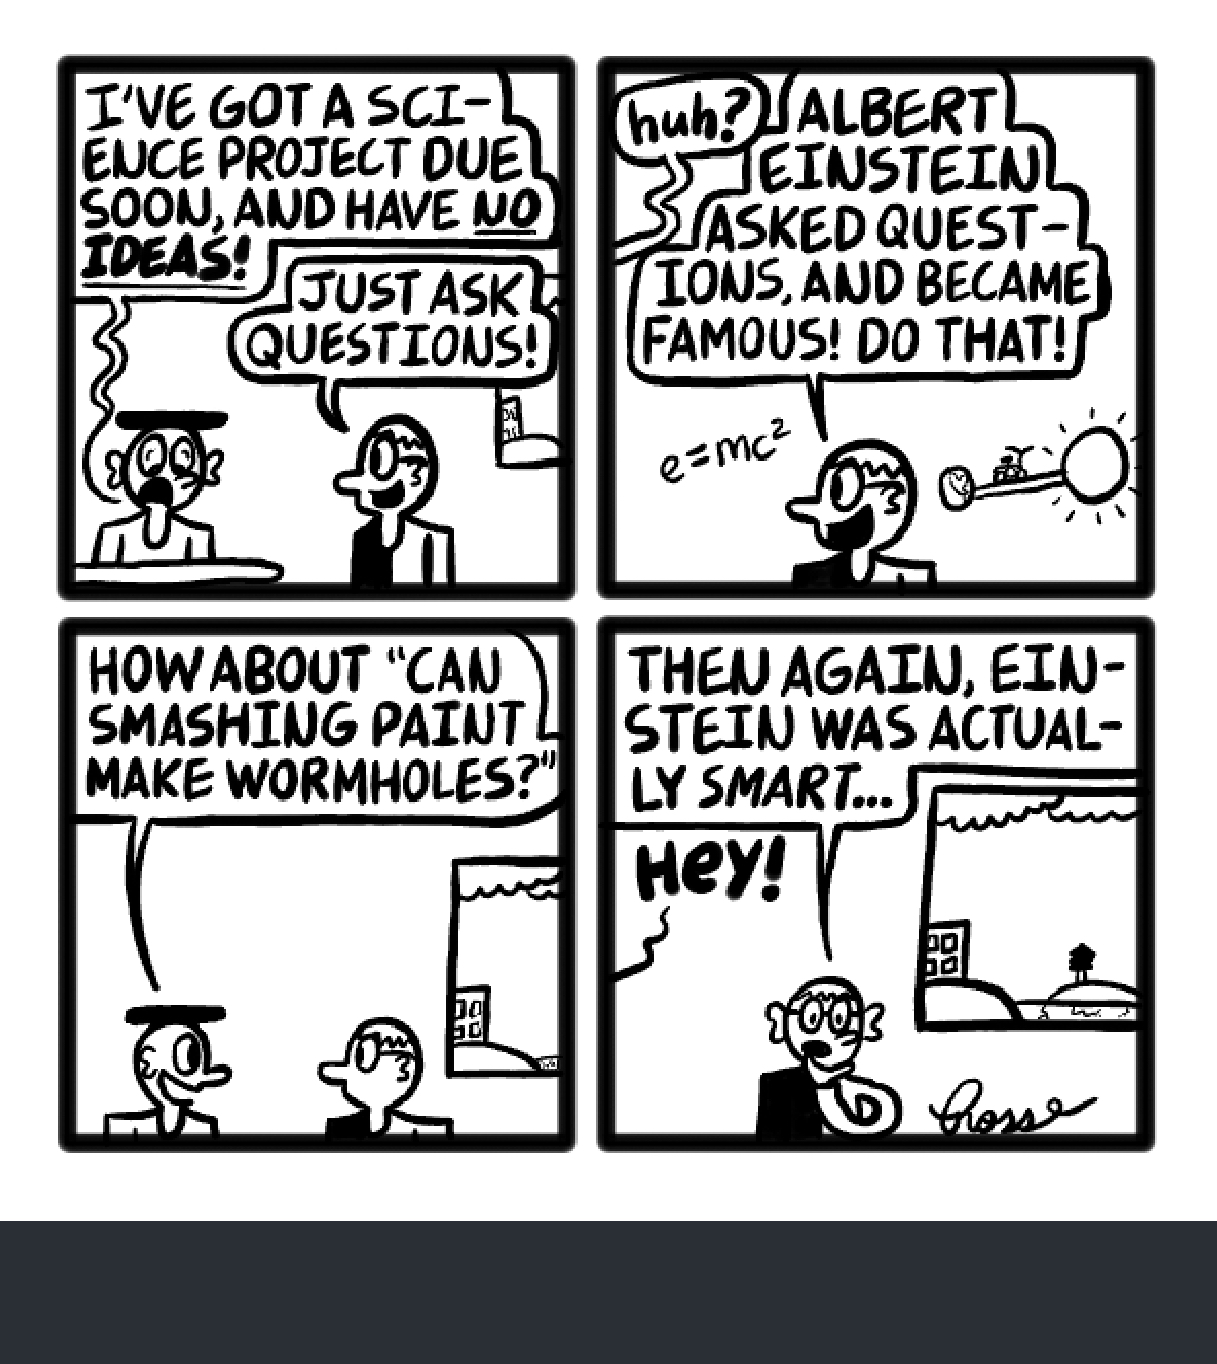 I'VE GOT A SCI-
ENCE PROJECT DUE
SOON, AND HAVE NO
IDEAS!
JUST ASK
QUESTIONS!
huh?
ALBERT
EINSTEIN
ASKED QUEST-
IONS, AND BECAME
FAMOUS! DO THAT!
e=mc²
HOW ABOUT "CAN
SMASHING PAINT
MAKE WORMHOLES?"
THEN AGAIN, EIN-
STEIN WAS ACTUAL-
LY SMART...
Hey!